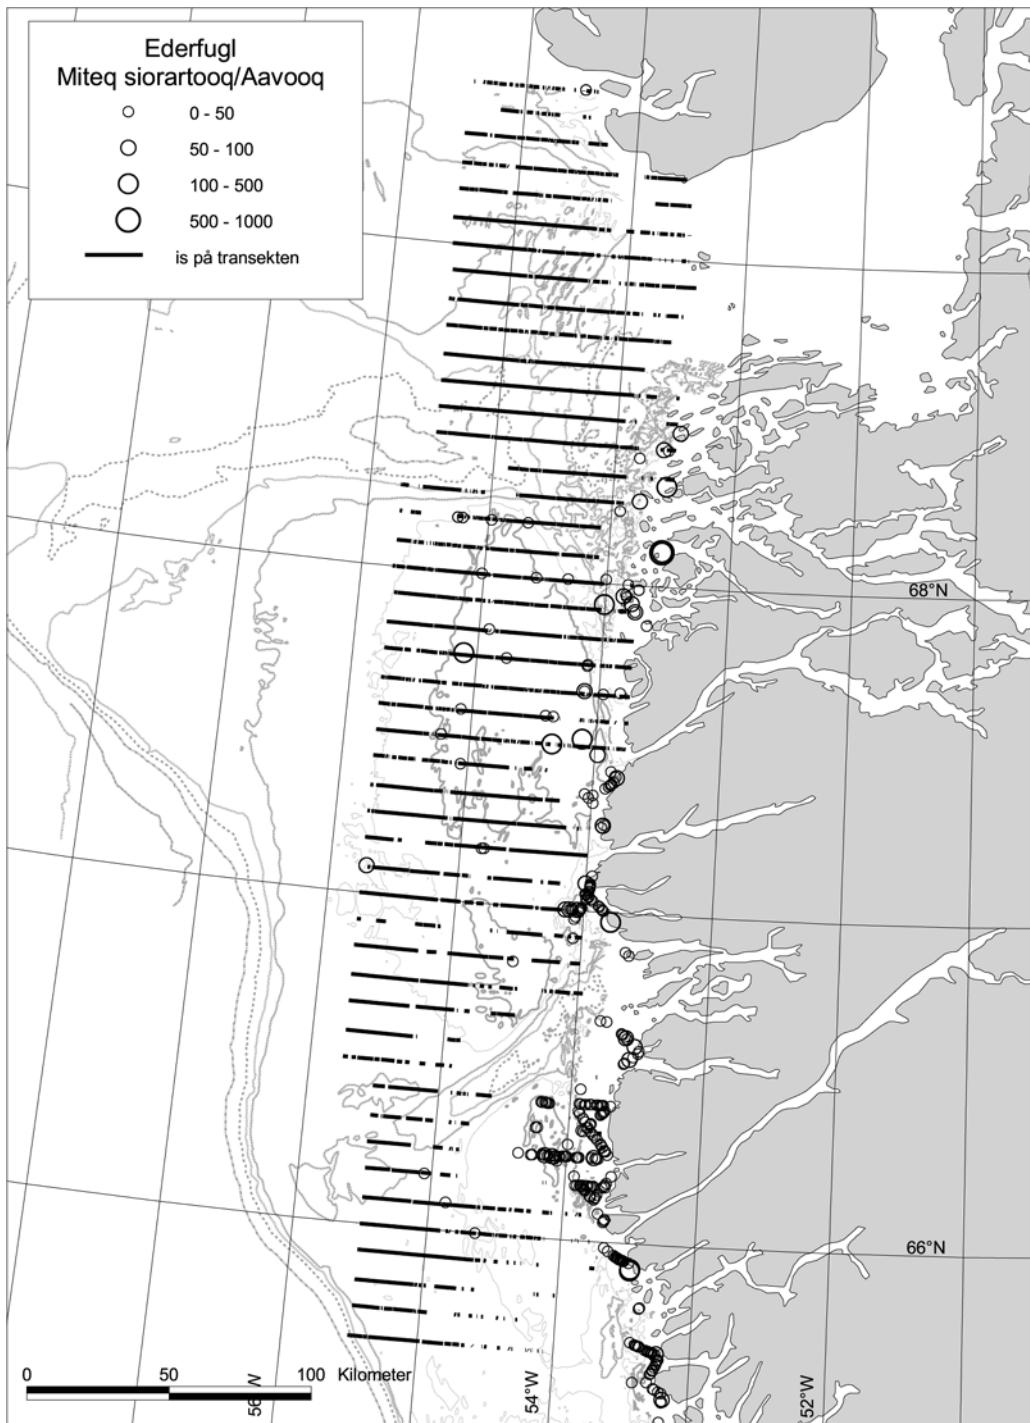 Ederfugl
Miteq siorartooq/Aavooq
0 - 50
50 - 100
100 - 500
500 - 1000
is på transekten
68°N
66°N
0 50 100 Kilometer
56°W
54°W
52°W